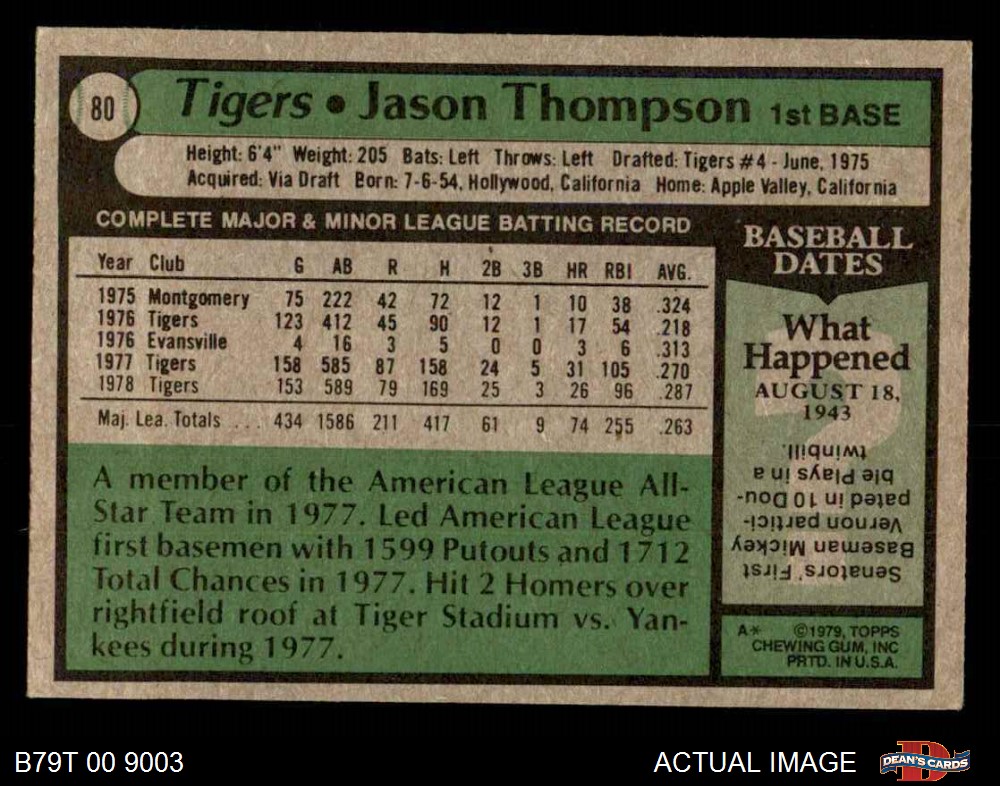 80
Tigers • Jason Thompson 1st BASE
Height: 6'4" Weight: 205 Bats: Left Throws: Left Drafted: Tigers #4 - June, 1975
Acquired: Via Draft Born: 7-6-54, Hollywood, California Home: Apple Valley, California
COMPLETE MAJOR & MINOR LEAGUE BATTING RECORD
Year Club G AB R H 2B 3B HR RBI AVG.
1975 Montgomery 75 222 42 72 12 1 10 38 .324
1976 Tigers 123 412 45 90 12 1 17 54 .218
1976 Evansville 4 16 3 5 0 0 3 6 .313
1977 Tigers 158 585 87 158 24 5 31 105 .270
1978 Tigers 153 589 79 169 25 3 26 96 .287
Maj. Lea. Totals ... 434 1586 211 417 61 9 74 255 .263
A member of the American League All-
Star Team in 1977. Led American League
first basemen with 1599 Putouts and 1712
Total Chances in 1977. Hit 2 Homers over
rightfield roof at Tiger Stadium vs. Yan-
kees during 1977.
BASEBALL
DATES
What
Happened
AUGUST 18,
1943
Senators' First
Baseman Mickey
Vernon partici-
pated in 10 Dou-
ble Plays in a
twinbill.
A* ©1979, TOPPS
CHEWING GUM, INC
PRTD. IN U.S.A.
B79T 00 9003
ACTUAL IMAGE
D
DEAN'S CARDS